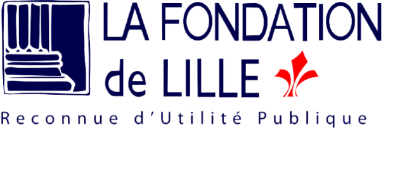 LA FONDATION
de LILLE
Reconnue d'Utilité Publique